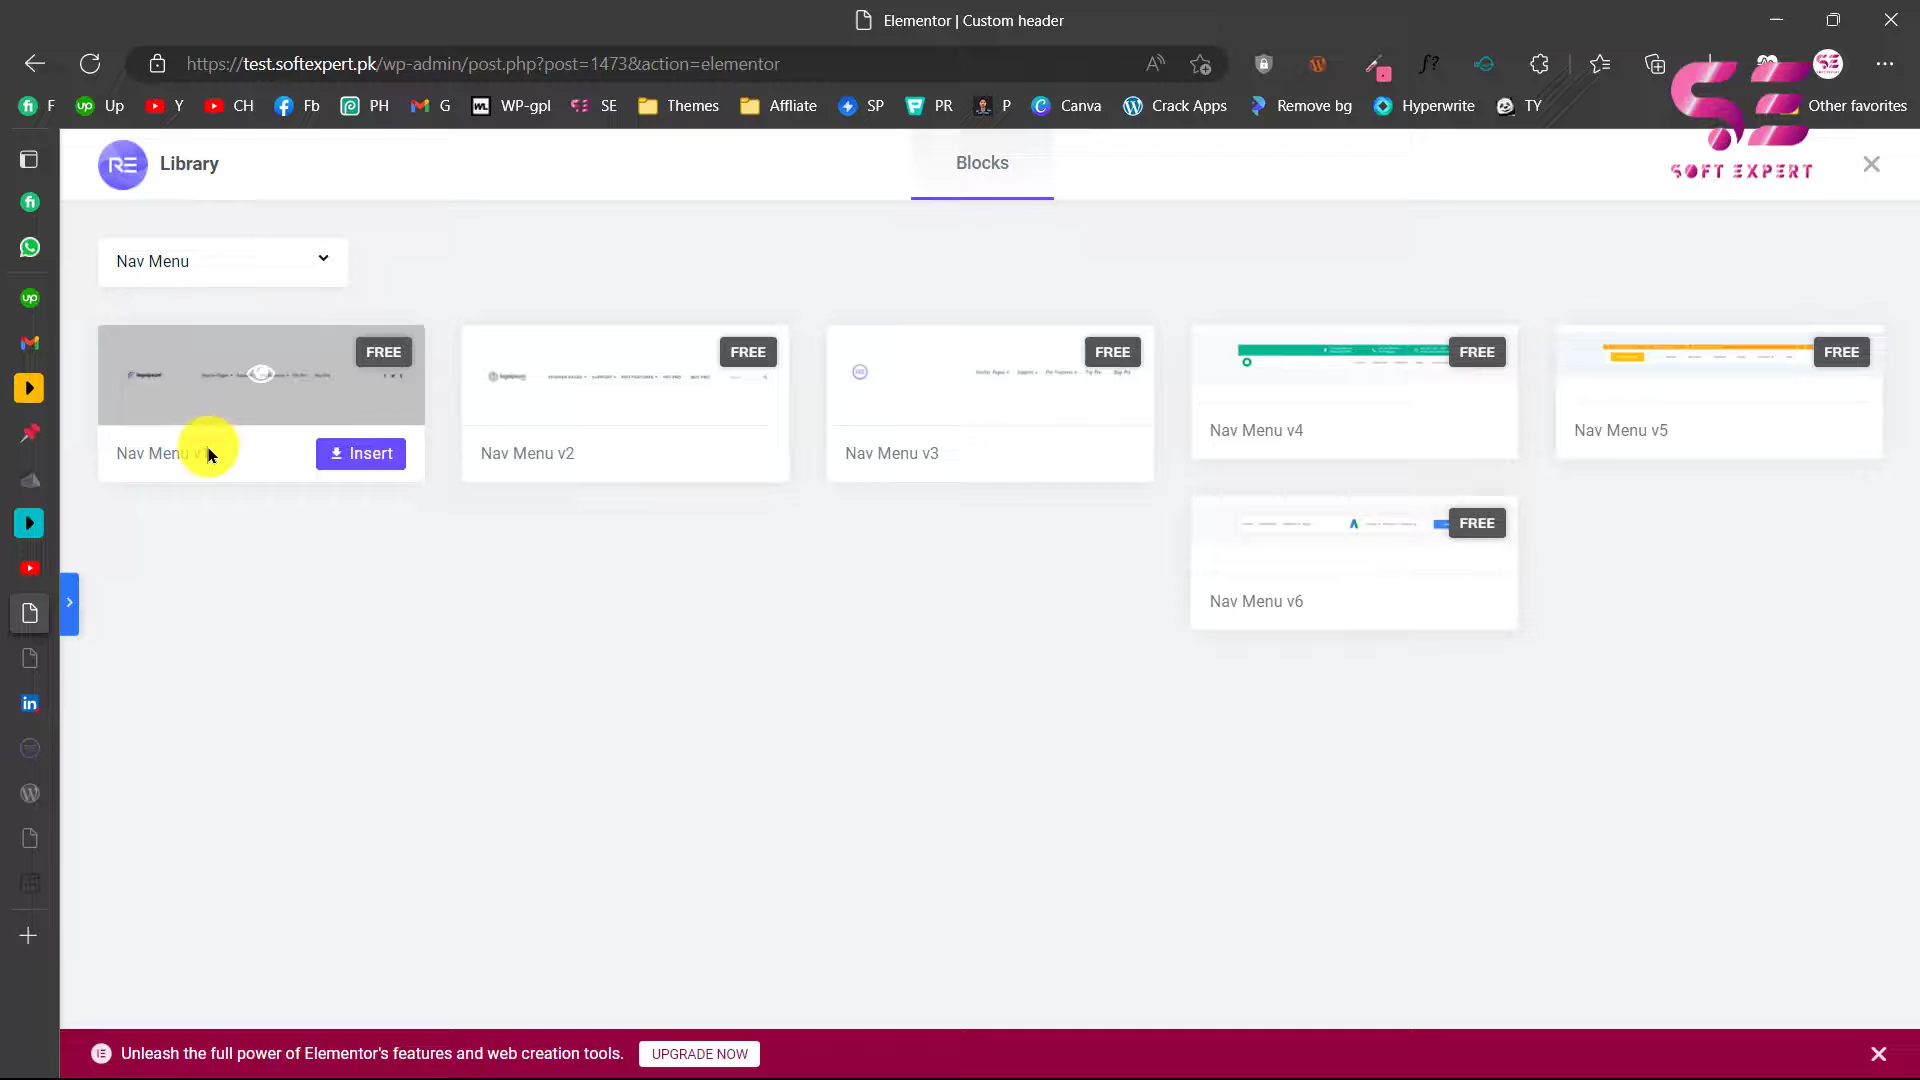 Elementor | Custom header
https://test.softexpert.pk/wp-admin/post.php?post=1473&action=elementor
F Up Y CH Fb PH G WP-gpl SE Themes Affliate SP PR P Canva Crack Apps Remove bg Hyperwrite TY Other favorites
SOFT EXPERT
RE Library
Blocks
Nav Menu
FREE
FREE
FREE
FREE
FREE
Nav Menu v1
Insert
Nav Menu v2
Nav Menu v3
Nav Menu v4
Nav Menu v5
FREE
Nav Menu v6
Unleash the full power of Elementor's features and web creation tools.
UPGRADE NOW